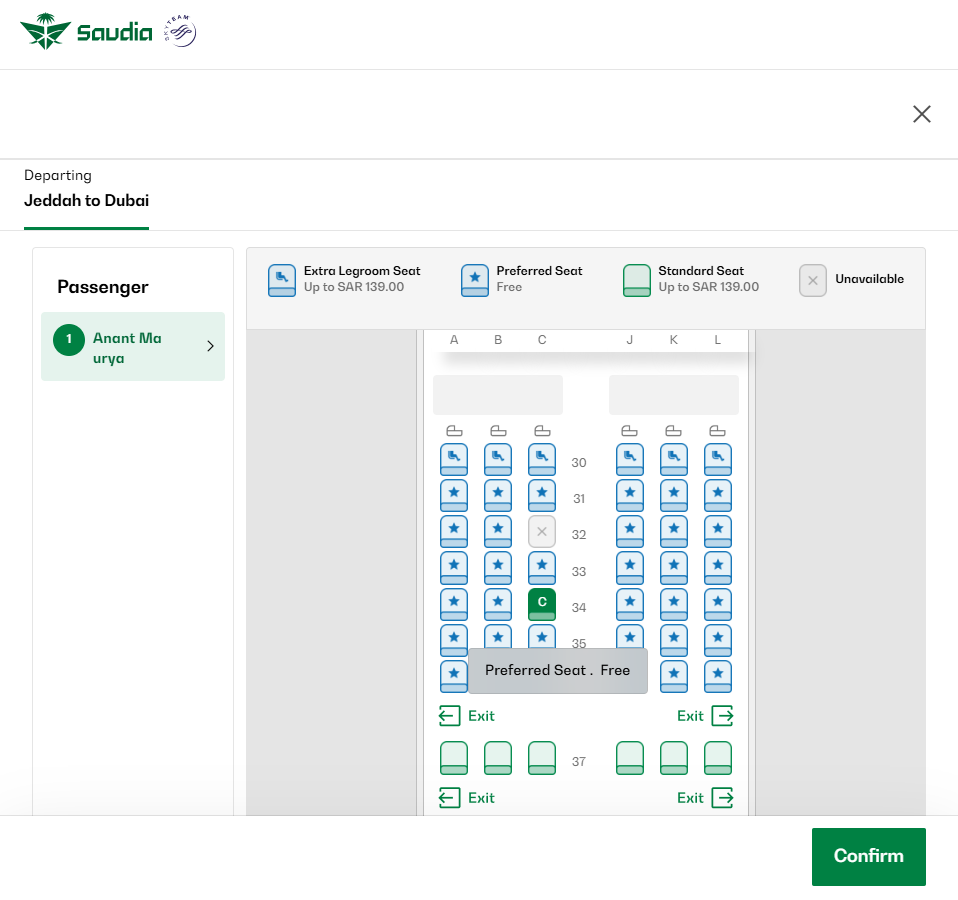 Saudia
SKYTEAM
Departing
Jeddah to Dubai
Passenger
1
Anant Ma
urya
Extra Legroom Seat
Up to SAR 139.00
Preferred Seat
Free
Standard Seat
Up to SAR 139.00
Unavailable
A B C J K L
30
31
32
33
C 34
35
Preferred Seat . Free
Exit Exit
37
Exit Exit
Confirm